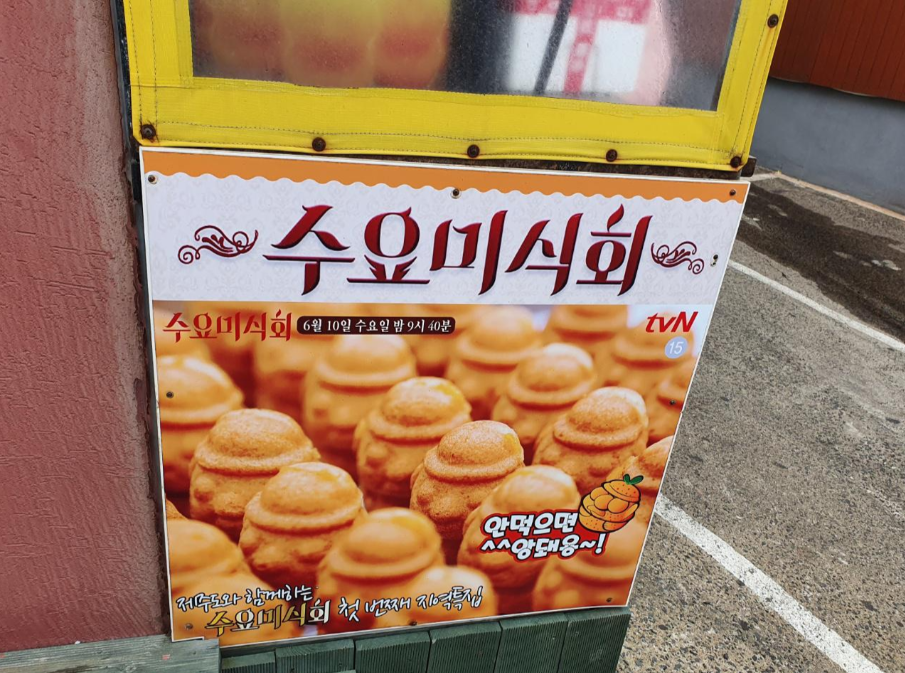 수요미식회
수요미식회 6월 10일 수요일 밤 9시 40분
tvN
15
안먹으면
^^앙돼용~!
제주도와 함께하는
수요미식회 첫 번째 지역특집